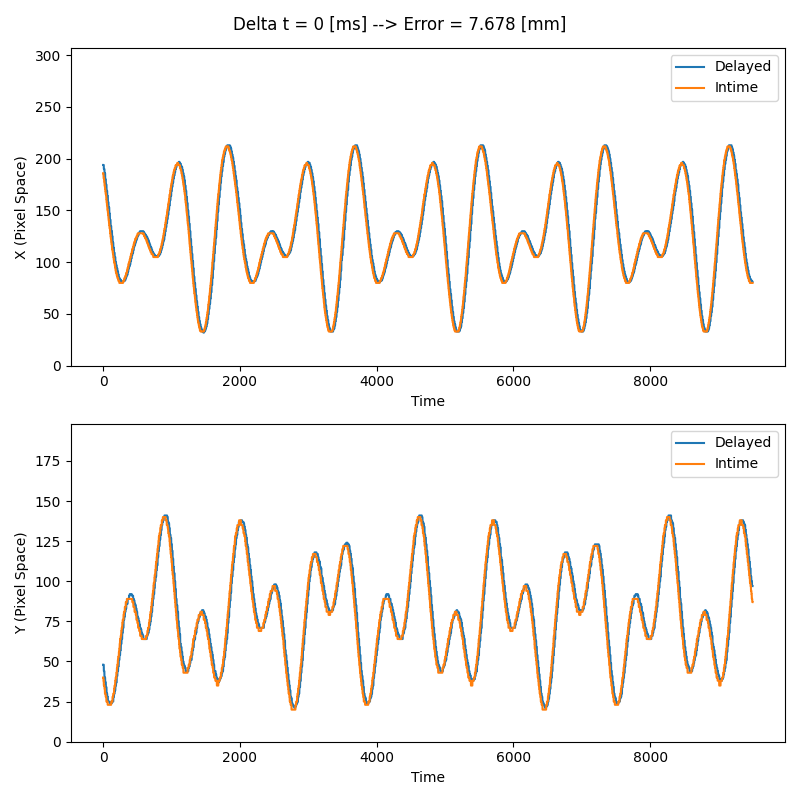 Delta t = 0 [ms] --> Error = 7.678 [mm]
300
250
200
150
100
50
0
X (Pixel Space)
Delayed
Intime
0 2000 4000 6000 8000
Time
175
150
125
100
75
50
25
0
Y (Pixel Space)
Delayed
Intime
0 2000 4000 6000 8000
Time